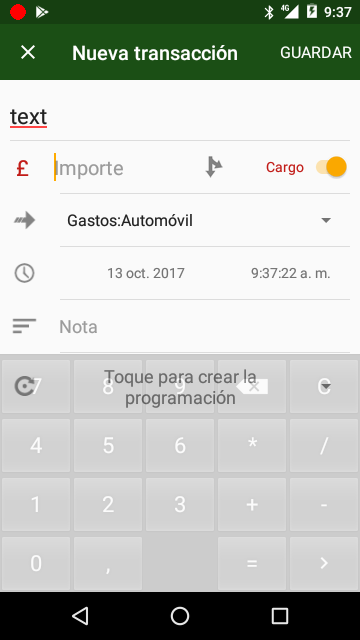 4G 9:37
Nueva transacción GUARDAR
text
£ Importe Cargo
Gastos:Automóvil
13 oct. 2017 9:37:22 a. m.
Nota
7 8 9 C
Toque para crear la
programación
4 5 6 * /
1 2 3 + -
0 , =